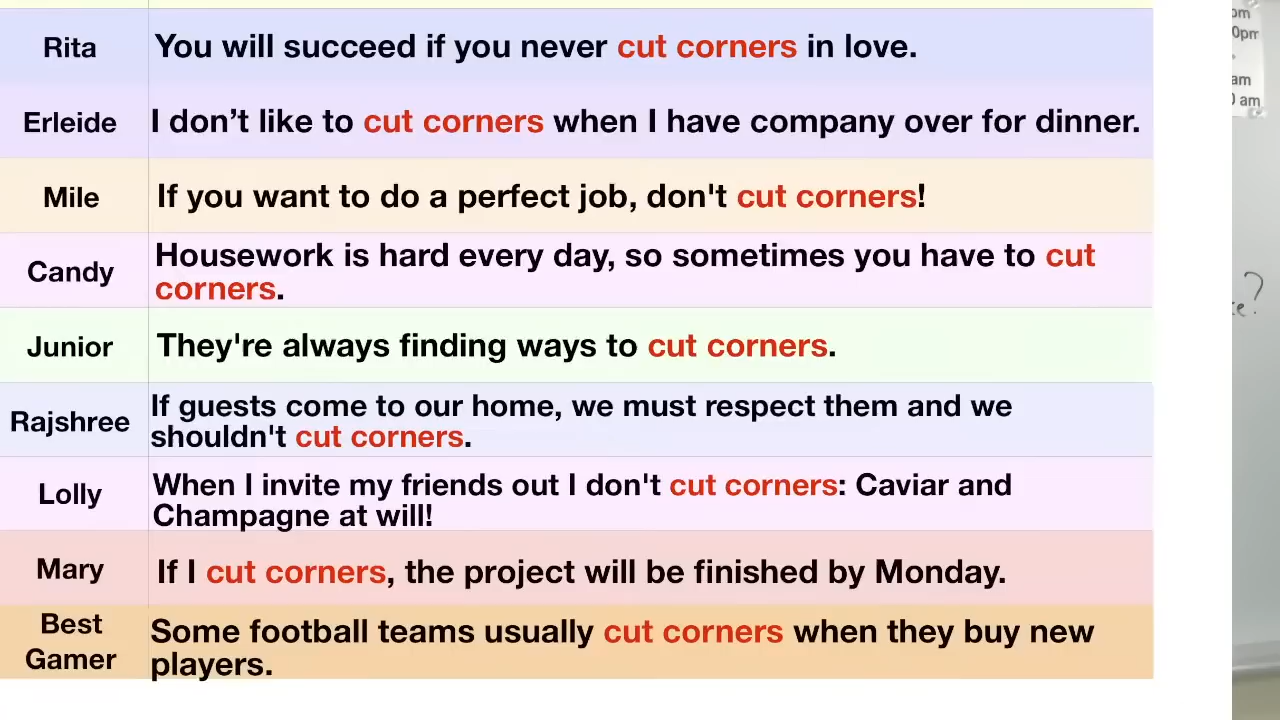 Rita
You will succeed if you never cut corners in love.
Erleide
I don’t like to cut corners when I have company over for dinner.
Mile
If you want to do a perfect job, don't cut corners!
Candy
Housework is hard every day, so sometimes you have to cut
corners.
Junior
They're always finding ways to cut corners.
Rajshree
If guests come to our home, we must respect them and we
shouldn't cut corners.
Lolly
When I invite my friends out I don't cut corners: Caviar and
Champagne at will!
Mary
If I cut corners, the project will be finished by Monday.
Best
Gamer
Some football teams usually cut corners when they buy new
players.
pm
0pm
am
0 am